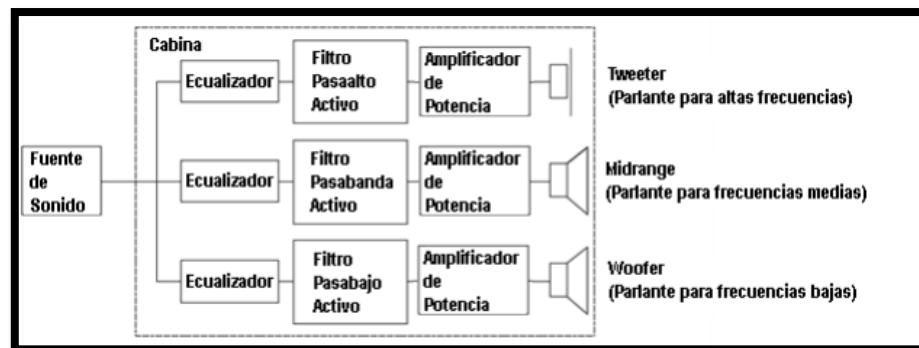 Cabina
Fuente
de
Sonido
Ecualizador
Filtro
Pasaalto
Activo
Amplificador
de
Potencia
Tweeter
(Parlante para altas frecuencias)
Ecualizador
Filtro
Pasabanda
Activo
Amplificador
de
Potencia
Midrange
(Parlante para frecuencias medias)
Ecualizador
Filtro
Pasabajo
Activo
Amplificador
de
Potencia
Woofer
(Parlante para frecuencias bajas)